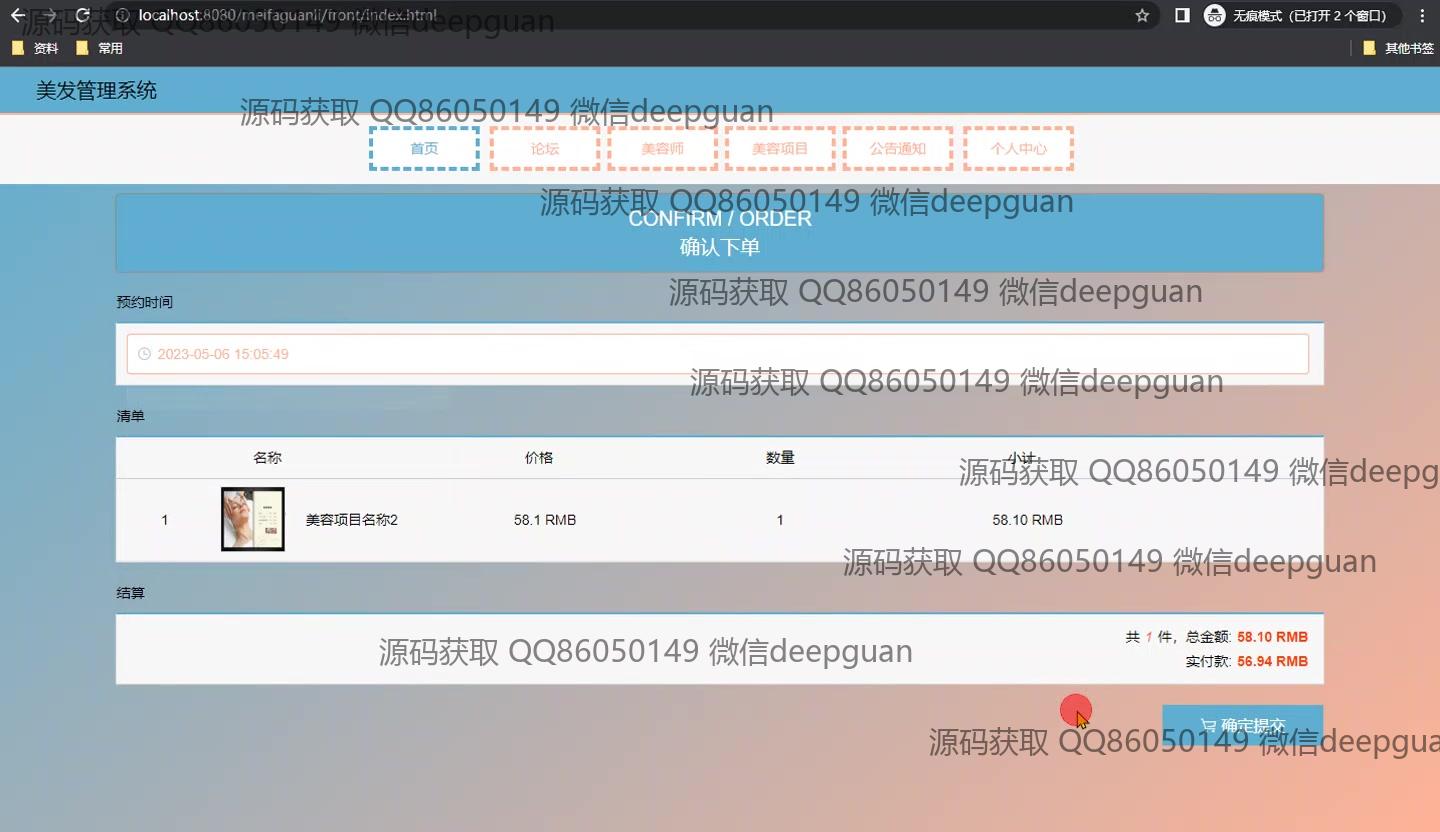 localhost:8080/meifaguanli/front/index.html
无痕模式（已打开 2 个窗口）
源码获取 QQ86050149 微信deepguan
资料
常用
其他书签
美发管理系统
源码获取 QQ86050149 微信deepguan
首页
论坛
美容师
美容项目
公告通知
个人中心
源码获取 QQ86050149 微信deepguan
CONFIRM / ORDER
确认下单
源码获取 QQ86050149 微信deepguan
预约时间
2023-05-06 15:05:49
源码获取 QQ86050149 微信deepguan
清单
名称 价格 数量 小计
源码获取 QQ86050149 微信deepg
1 美容项目名称2 58.1 RMB 1 58.10 RMB
源码获取 QQ86050149 微信deepguan
结算
共 1 件，总金额: 58.10 RMB
源码获取 QQ86050149 微信deepguan
实付款: 56.94 RMB
确定提交
源码获取 QQ86050149 微信deepgua